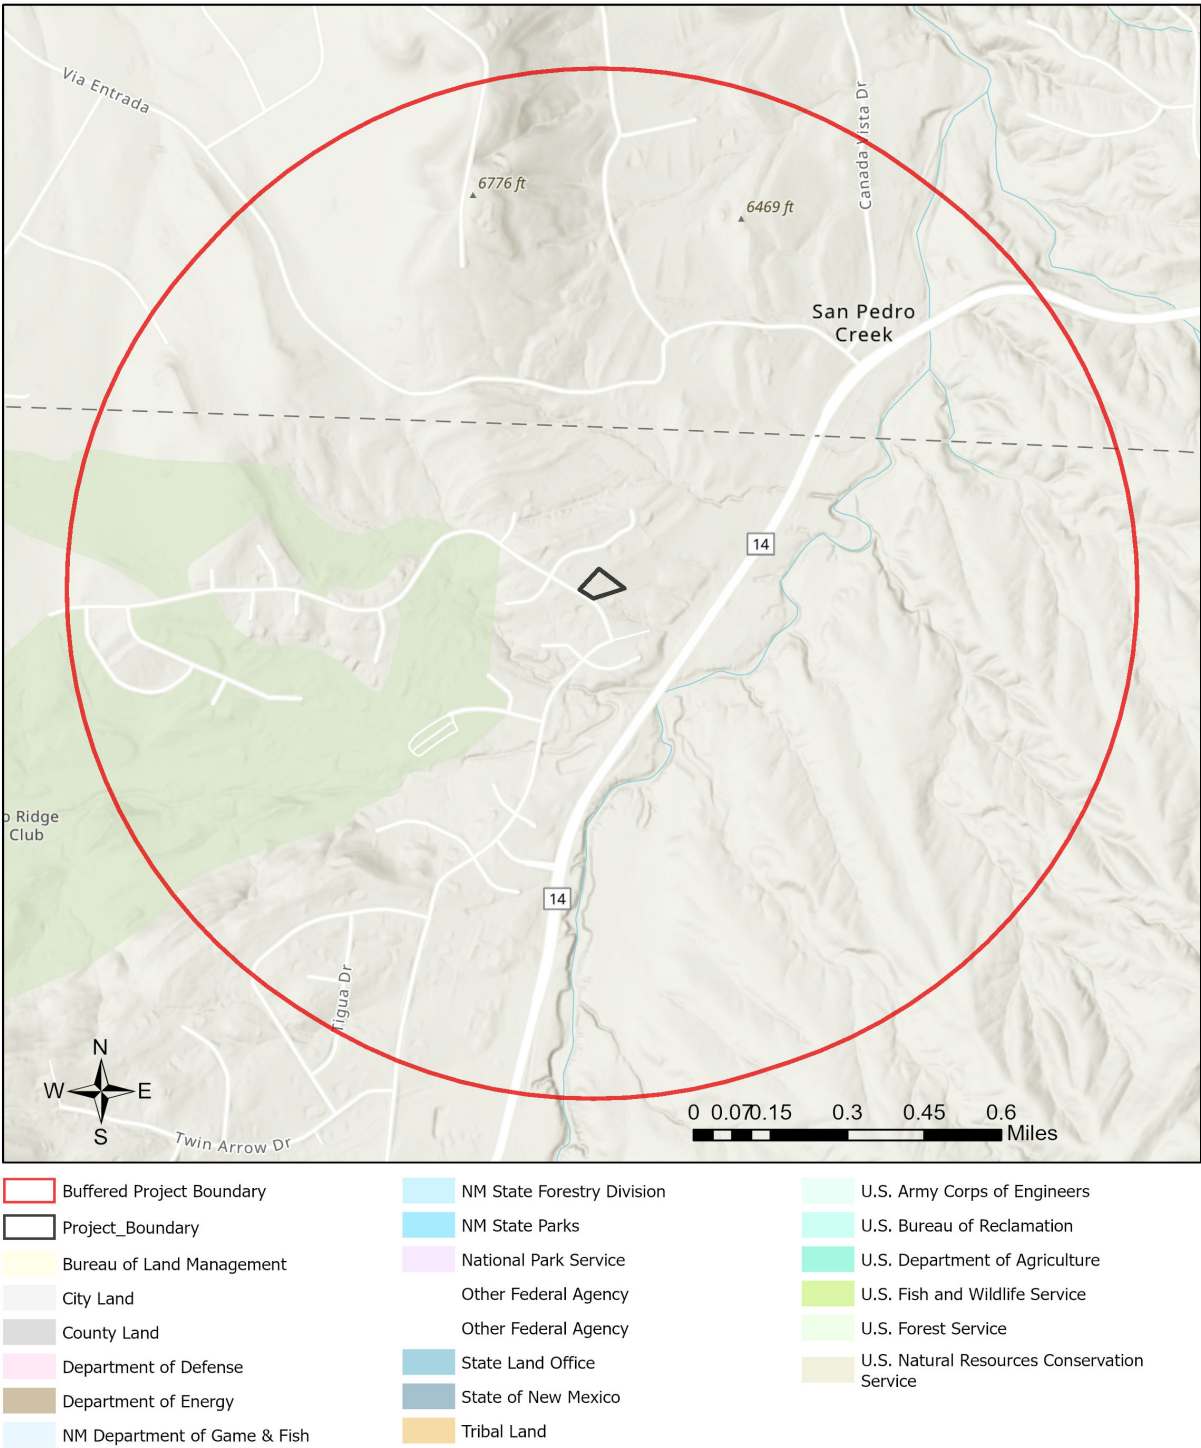 Via Entrada
Canada Vista Dr
6776 ft
6469 ft
San Pedro
Creek
14
o Ridge
Club
14
Tigua Dr
N
W E
S
Twin Arrow Dr
0 0.07 0.15 0.3 0.45 0.6
Miles
Buffered Project Boundary
Project_Boundary
Bureau of Land Management
City Land
County Land
Department of Defense
Department of Energy
NM Department of Game & Fish
NM State Forestry Division
NM State Parks
National Park Service
Other Federal Agency
Other Federal Agency
State Land Office
State of New Mexico
Tribal Land
U.S. Army Corps of Engineers
U.S. Bureau of Reclamation
U.S. Department of Agriculture
U.S. Fish and Wildlife Service
U.S. Forest Service
U.S. Natural Resources Conservation
Service